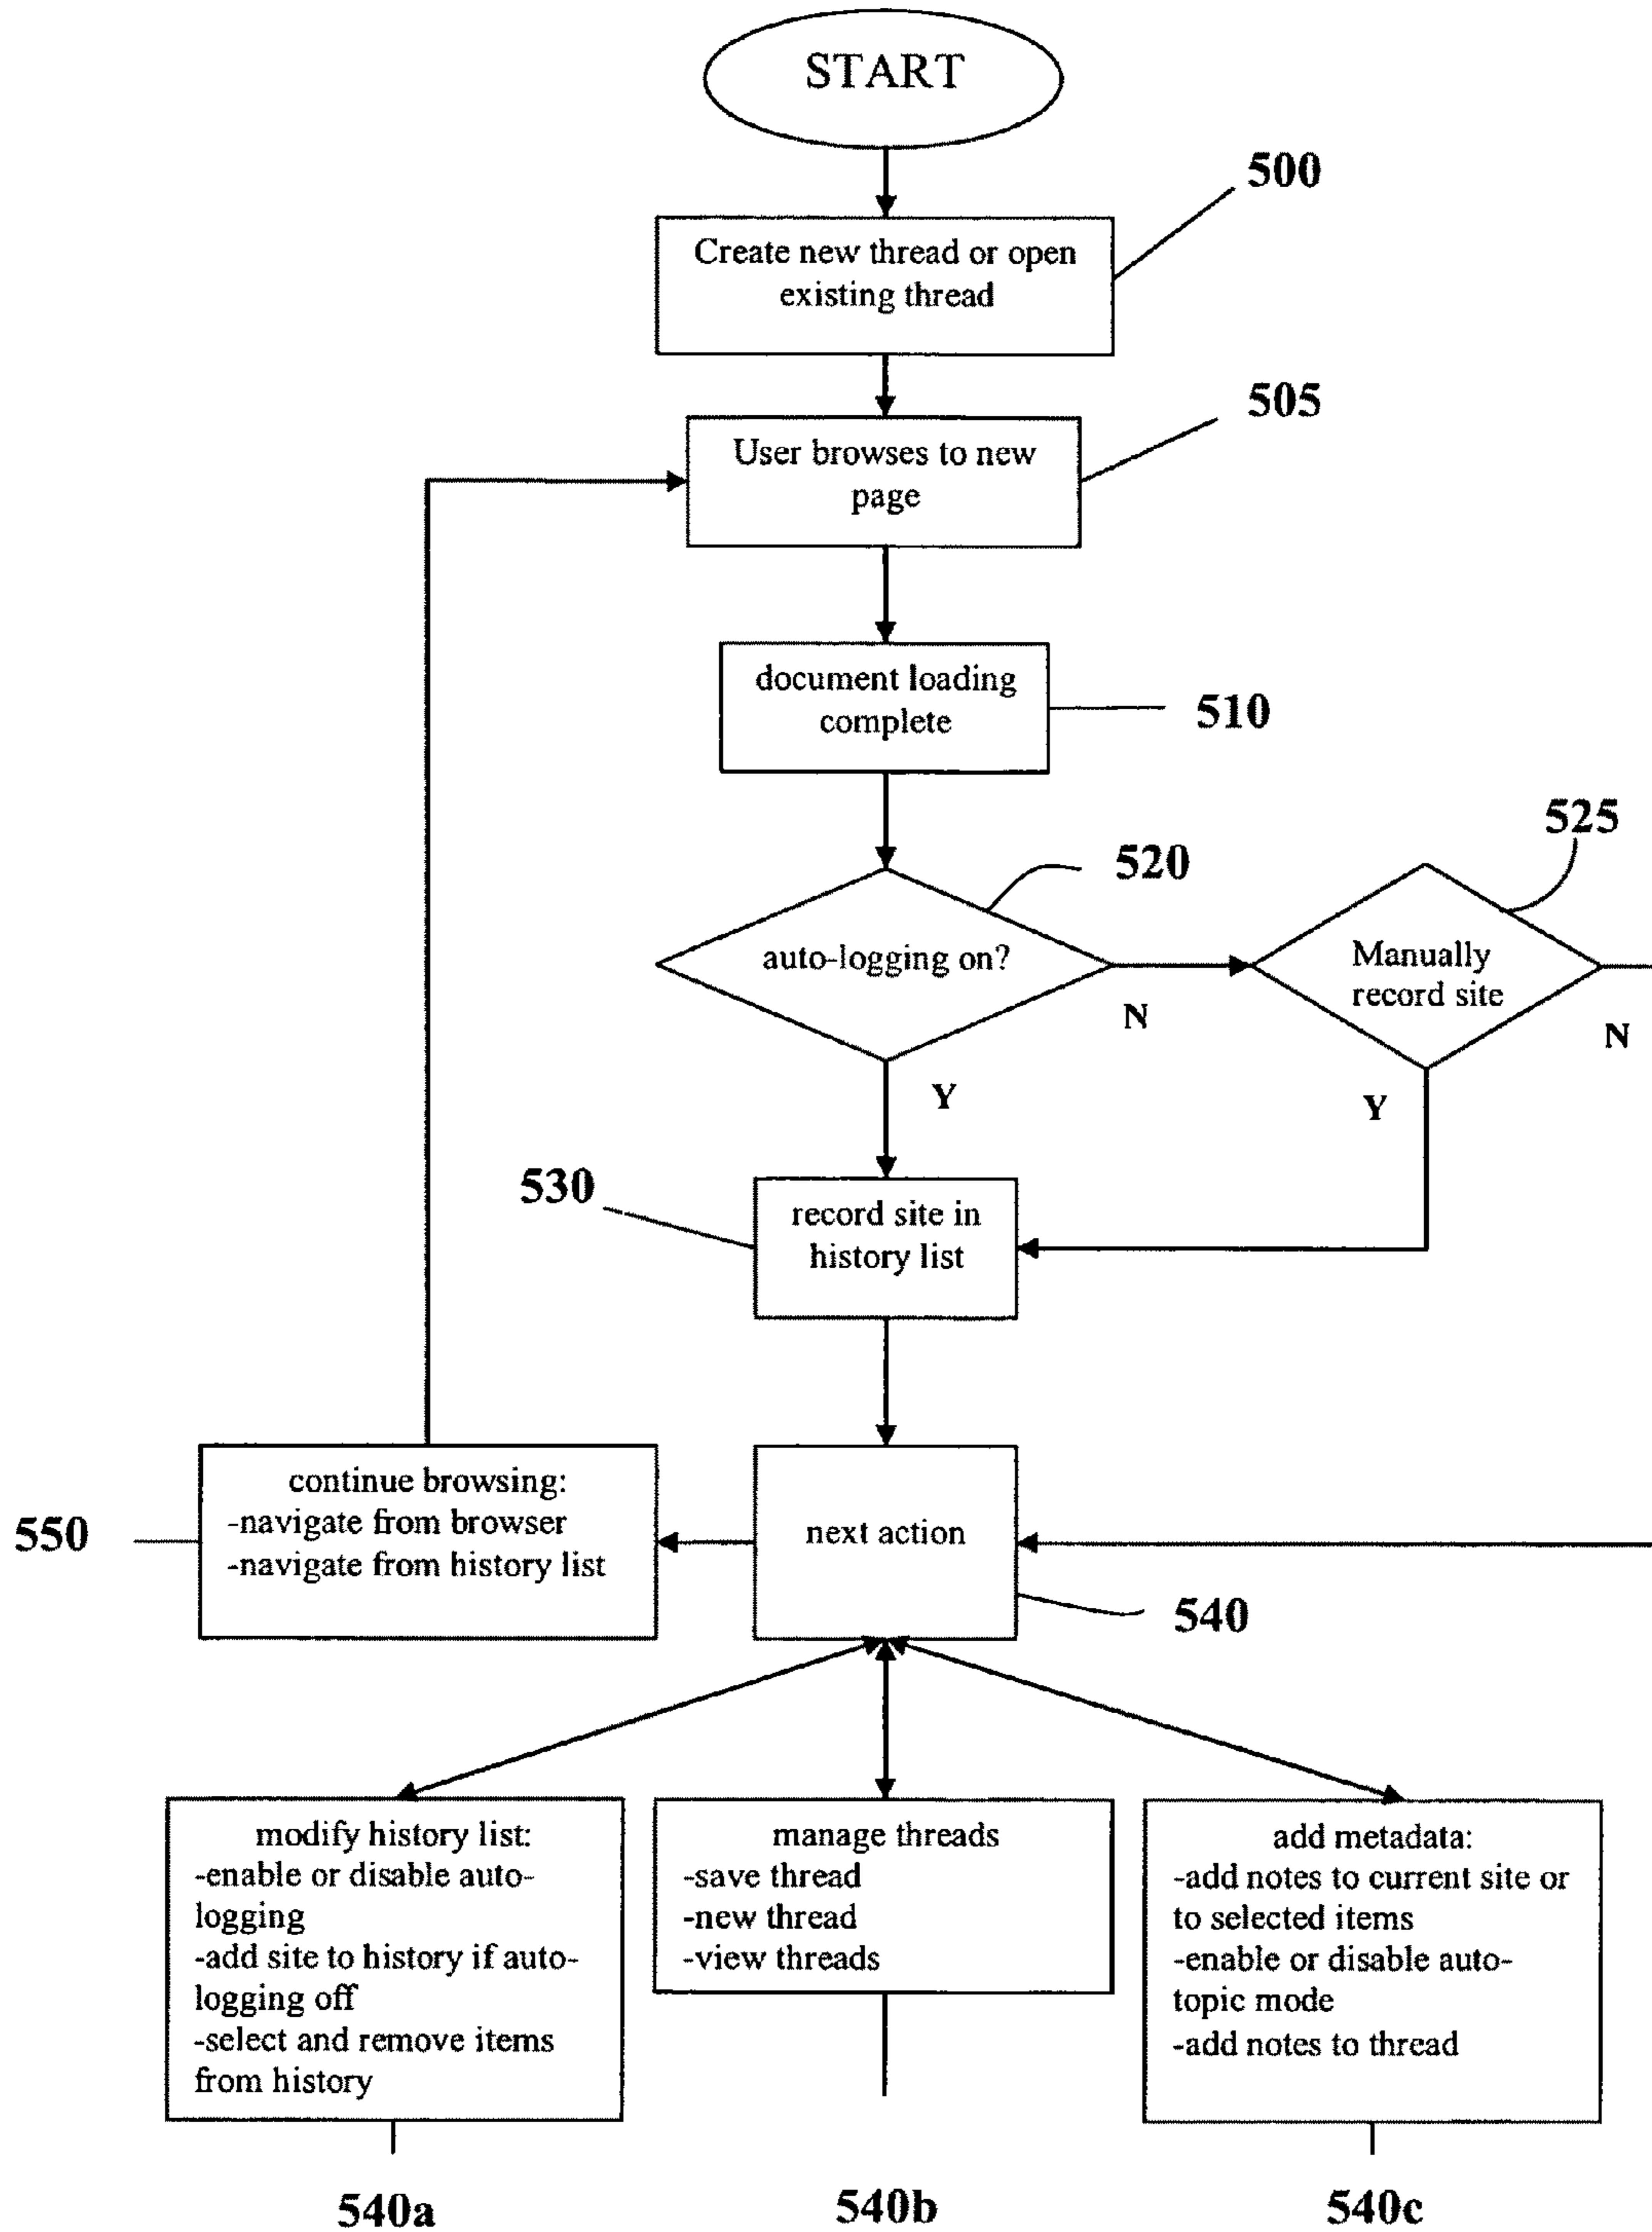 START
500
Create new thread or open
existing thread
505
User browses to new
page
document loading
complete
510
525
520
auto-logging on?
Manually
record site
N
N
Y
Y
530
record site in
history list
continue browsing:
-navigate from browser
-navigate from history list
550
next action
540
modify history list:
-enable or disable auto-
logging
-add site to history if auto-
logging off
-select and remove items
from history
manage threads
-save thread
-new thread
-view threads
add metadata:
-add notes to current site or
to selected items
-enable or disable auto-
topic mode
-add notes to thread
540a
540b
540c